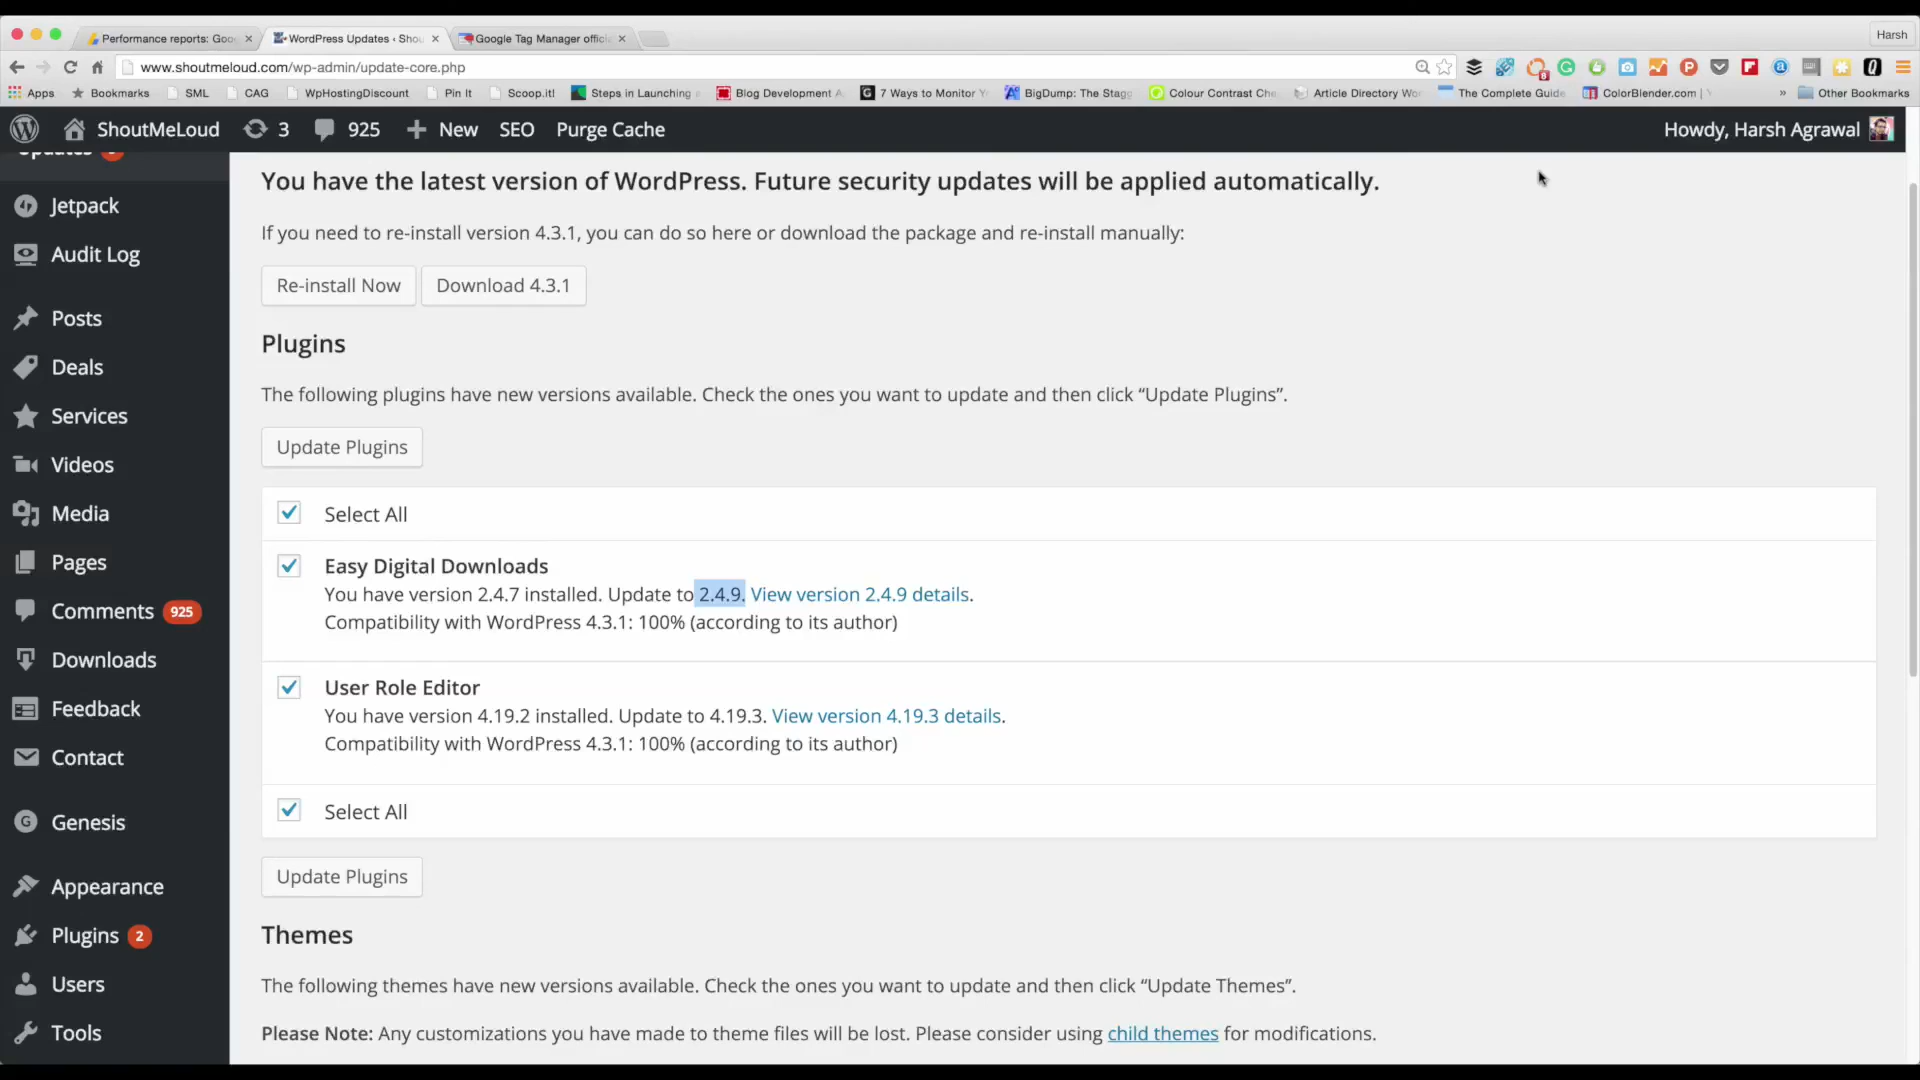 Performance reports: Goo
WordPress Updates ‹ Shou
Google Tag Manager offici
Harsh
www.shoutmeloud.com/wp-admin/update-core.php
Apps
Bookmarks
SML
CAG
WpHostingDiscount
Pin It
Scoop.it!
Steps in Launching
Blog Development A
7 Ways to Monitor Y
BigDump: The Stagg
Colour Contrast Che
Article Directory Wor
The Complete Guide
ColorBlender.com |
»
Other Bookmarks
ShoutMeLoud
3
925
+ New
SEO
Purge Cache
Howdy, Harsh Agrawal
Updates
Jetpack
Audit Log
Posts
Deals
Services
Videos
Media
Pages
Comments 925
Downloads
Feedback
Contact
Genesis
Appearance
Plugins 2
Users
Tools
You have the latest version of WordPress. Future security updates will be applied automatically.
If you need to re-install version 4.3.1, you can do so here or download the package and re-install manually:
Re-install Now
Download 4.3.1
Plugins
The following plugins have new versions available. Check the ones you want to update and then click “Update Plugins”.
Update Plugins
Select All
Easy Digital Downloads
You have version 2.4.7 installed. Update to 2.4.9. View version 2.4.9 details.
Compatibility with WordPress 4.3.1: 100% (according to its author)
User Role Editor
You have version 4.19.2 installed. Update to 4.19.3. View version 4.19.3 details.
Compatibility with WordPress 4.3.1: 100% (according to its author)
Select All
Update Plugins
Themes
The following themes have new versions available. Check the ones you want to update and then click “Update Themes”.
Please Note: Any customizations you have made to theme files will be lost. Please consider using child themes for modifications.